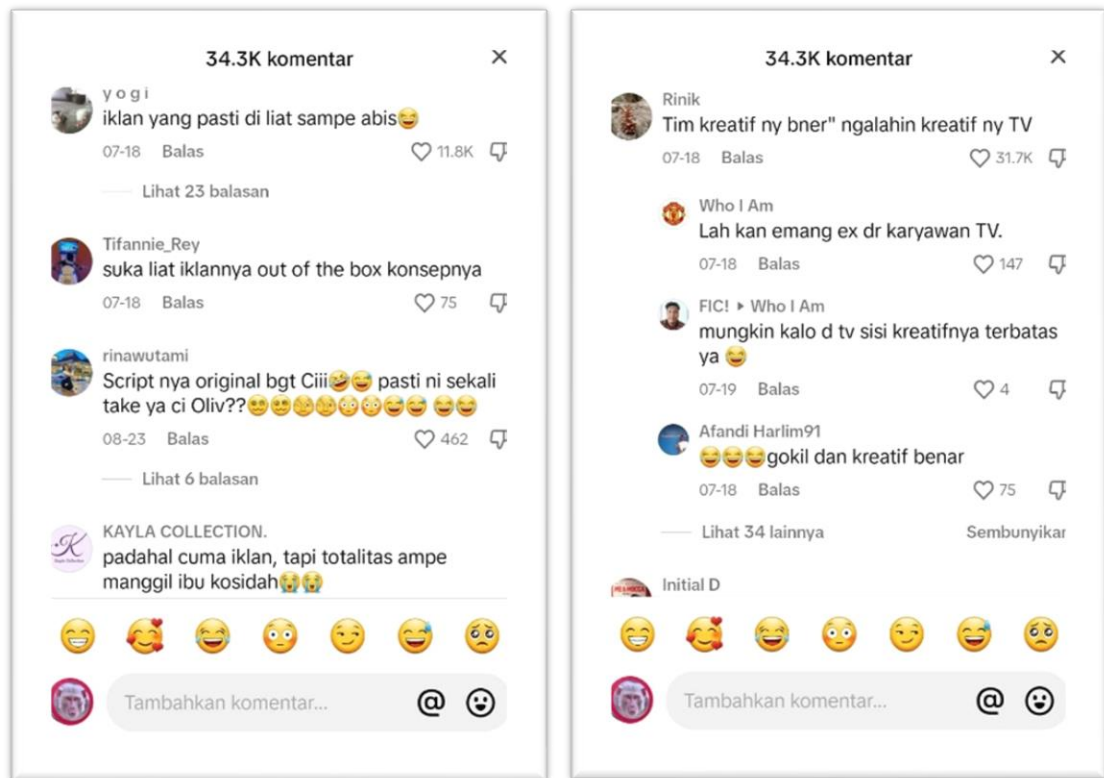 34.3K komentar
y o g i
iklan yang pasti di liat sampe abis😂
07-18 Balas 11.8K
Lihat 23 balasan
Tifannie_Rey
suka liat iklannya out of the box konsepnya
07-18 Balas 75
rinawutami
Script nya original bgt Ciii🤣😅 pasti ni sekali
take ya ci Oliv??😵‍💫😵‍💫🫣🫣😳😳😅😅 😂😂
08-23 Balas 462
Lihat 6 balasan
KAYLA COLLECTION.
padahal cuma iklan, tapi totalitas ampe
manggil ibu kosidah😭😭
Tambahkan komentar...
34.3K komentar
Rinik
Tim kreatif ny bner" ngalahin kreatif ny TV
07-18 Balas 31.7K
Who I Am
Lah kan emang ex dr karyawan TV.
07-18 Balas 147
FIC! ▸ Who I Am
mungkin kalo d tv sisi kreatifnya terbatas
ya 😂
07-19 Balas 4
Afandi Harlim91
😂😂😂gokil dan kreatif benar
07-18 Balas 75
Lihat 34 lainnya Sembunyikan
Initial D
Tambahkan komentar...